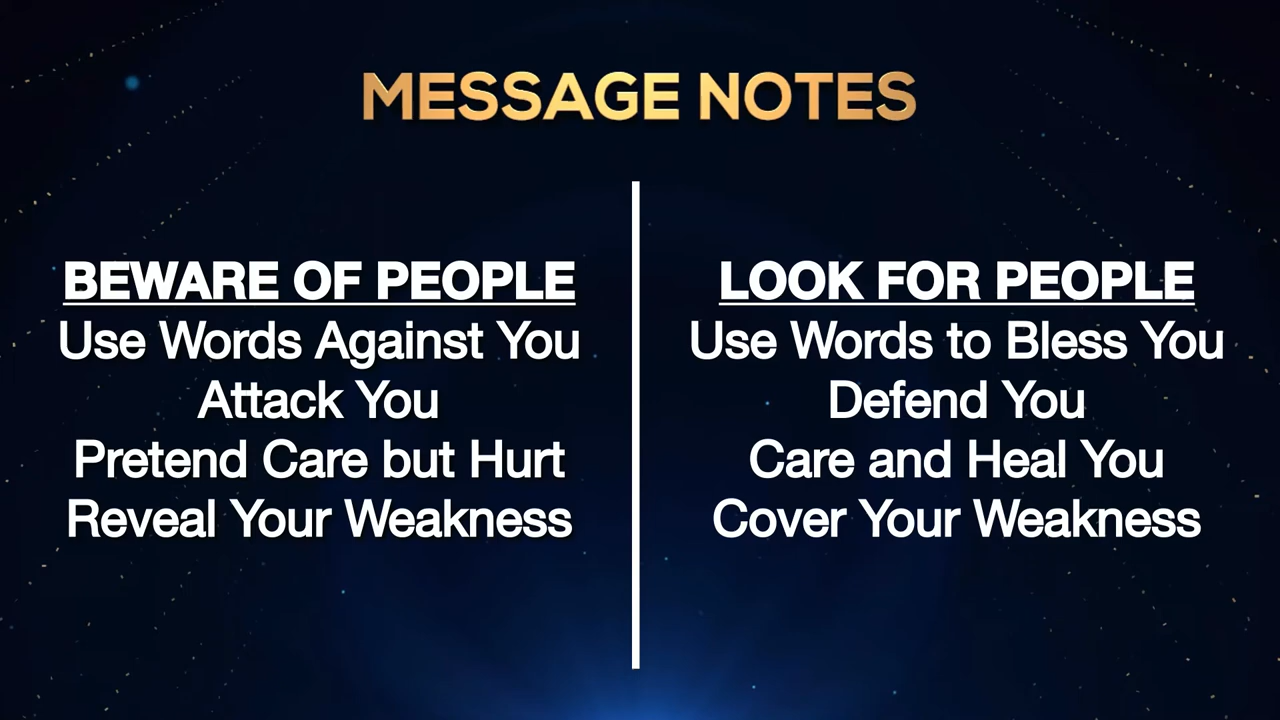 MESSAGE NOTES
BEWARE OF PEOPLE
Use Words Against You
Attack You
Pretend Care but Hurt
Reveal Your Weakness
LOOK FOR PEOPLE
Use Words to Bless You
Defend You
Care and Heal You
Cover Your Weakness